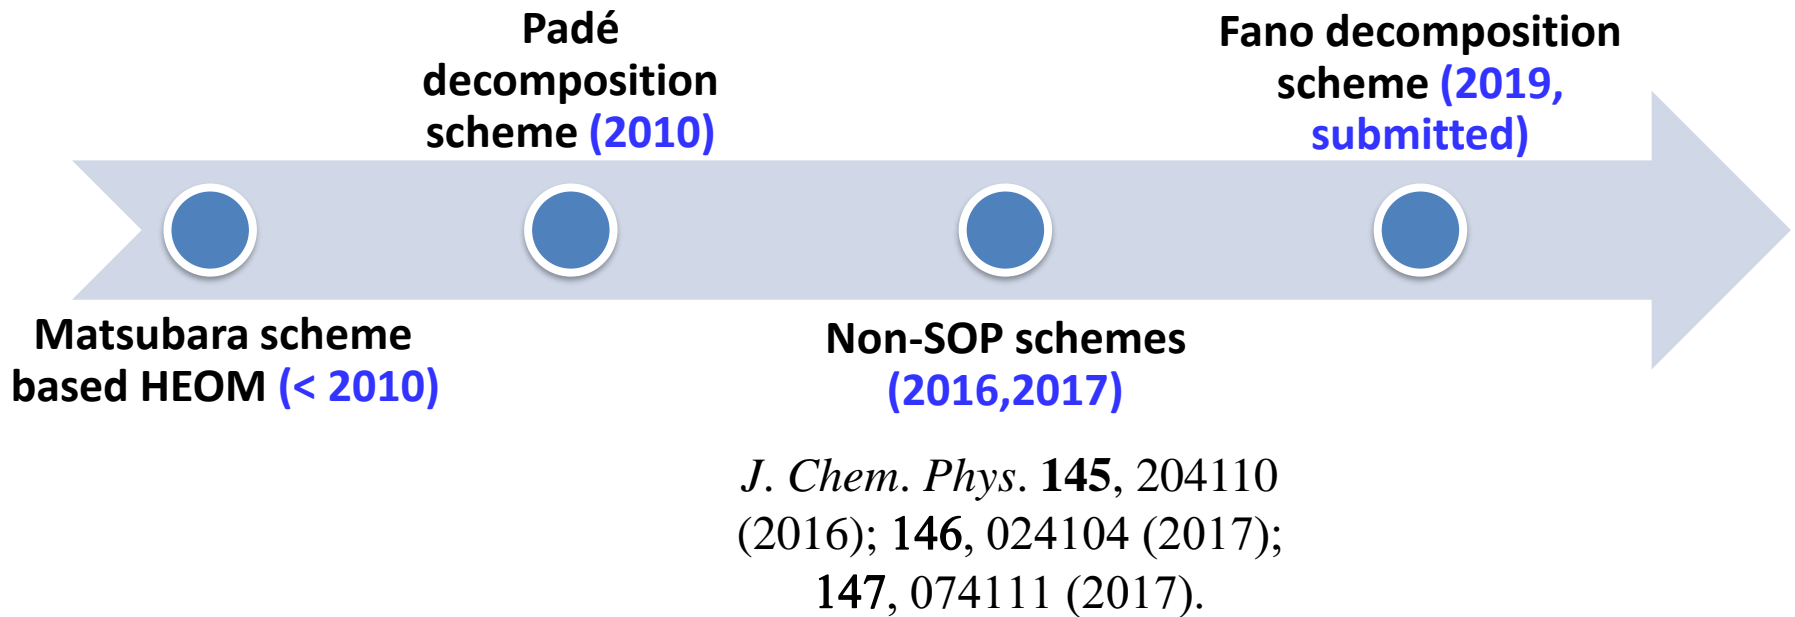 Padé
decomposition
scheme (2010)
Fano decomposition
scheme (2019,
submitted)
Matsubara scheme
based HEOM (< 2010)
Non-SOP schemes
(2016,2017)
J. Chem. Phys. 145, 204110
(2016); 146, 024104 (2017);
147, 074111 (2017).